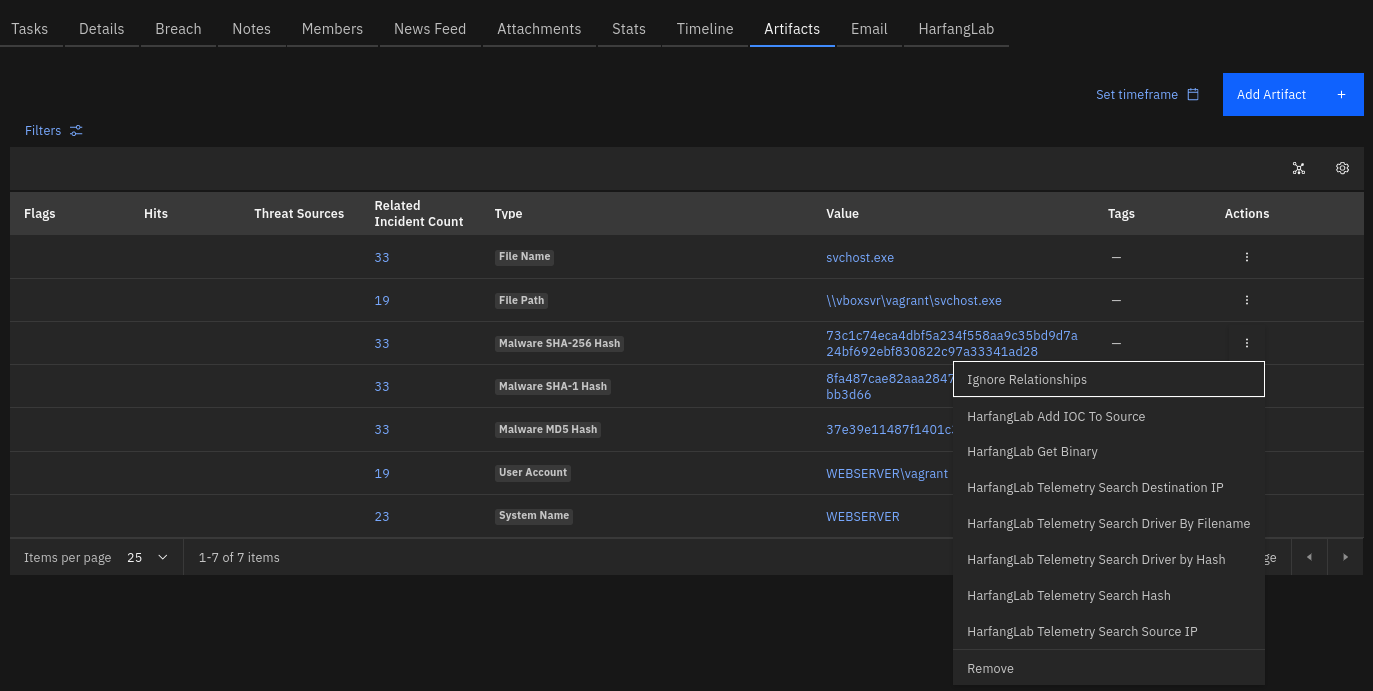 Tasks Details Breach Notes Members News Feed Attachments Stats Timeline Artifacts Email HarfangLab
Set timeframe Add Artifact +
Filters
Flags Hits Threat Sources Related Incident Count Type Value Tags Actions
33 File Name svchost.exe —
19 File Path \\vboxsvr\vagrant\svchost.exe —
33 Malware SHA-256 Hash 73c1c74eca4dbf5a234f558aa9c35bd9d7a
24bf692ebf830822c97a33341ad28 —
33 Malware SHA-1 Hash 8fa487cae82aaa2847
bb3d66
33 Malware MD5 Hash 37e39e11487f1401c
19 User Account WEBSERVER\vagrant
23 System Name WEBSERVER
Items per page 25 1-7 of 7 items
Ignore Relationships
HarfangLab Add IOC To Source
HarfangLab Get Binary
HarfangLab Telemetry Search Destination IP
HarfangLab Telemetry Search Driver By Filename
HarfangLab Telemetry Search Driver by Hash
HarfangLab Telemetry Search Hash
HarfangLab Telemetry Search Source IP
Remove